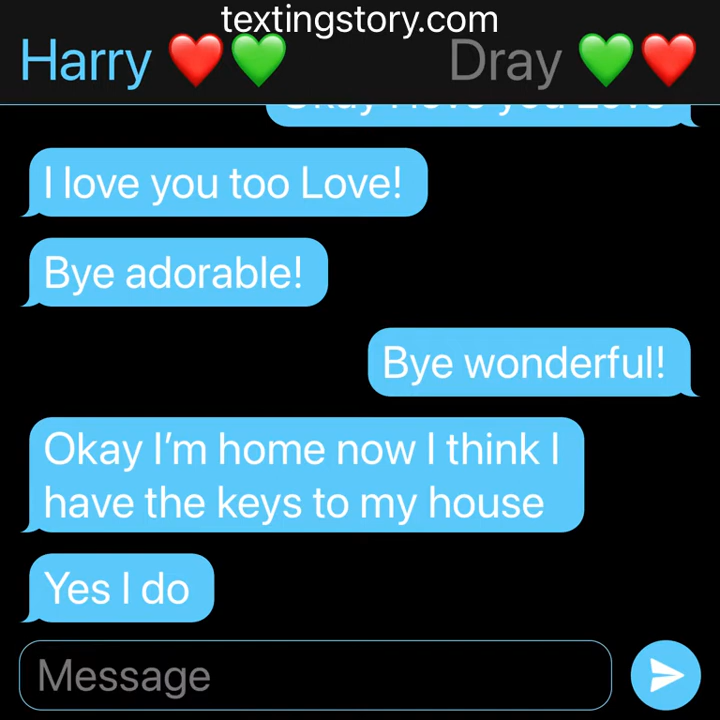 textingstory.com
Harry ❤️💚
Dray 💚❤️
I love you too Love!
Bye adorable!
Bye wonderful!
Okay I’m home now I think I
have the keys to my house
Yes I do
Message